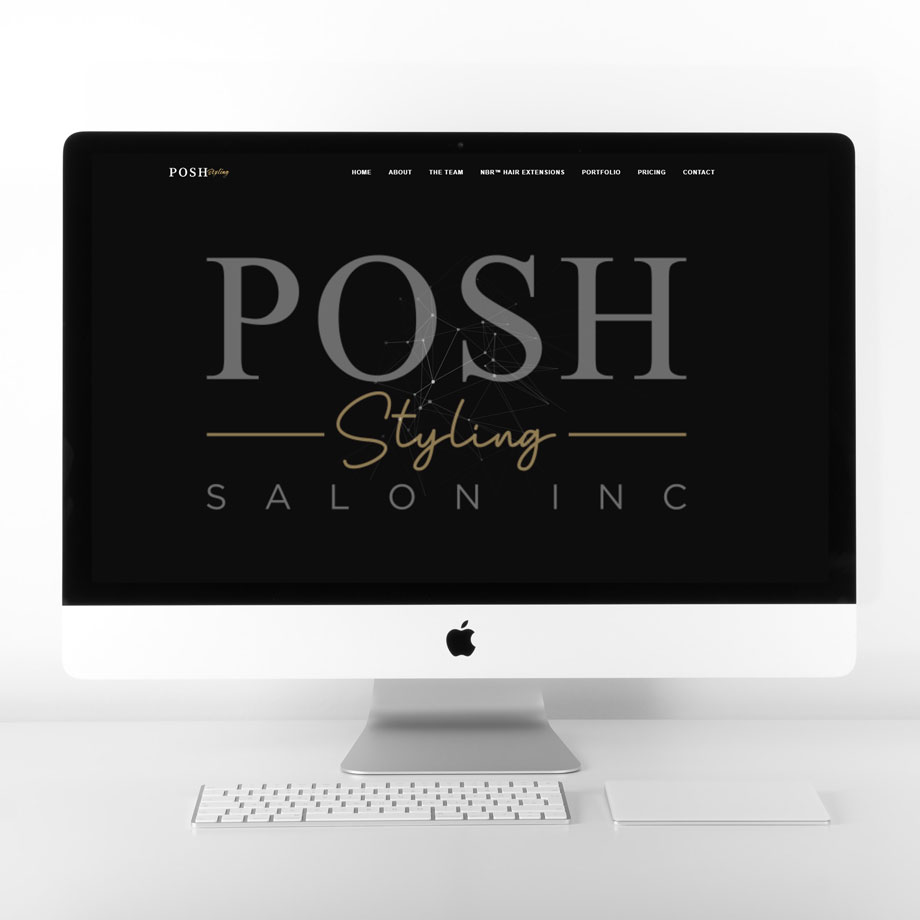 POSH Styling
HOME ABOUT THE TEAM NBR™ HAIR EXTENSIONS PORTFOLIO PRICING CONTACT
POSH
Styling
SALON INC